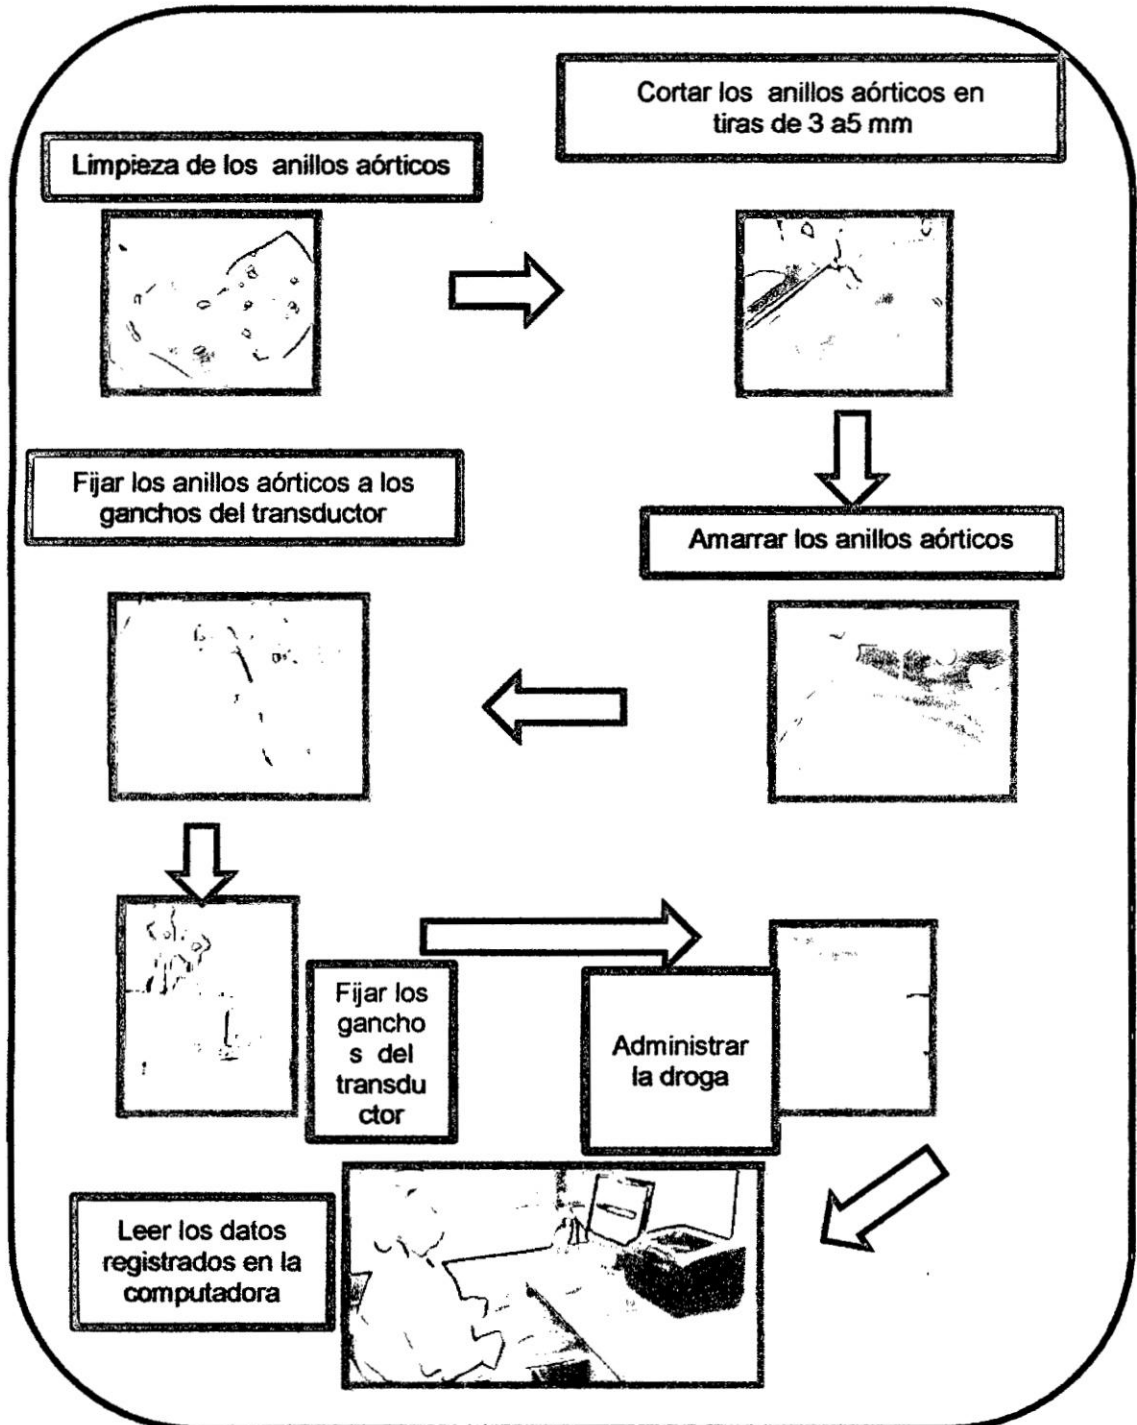 Limpieza de los anillos aórticos
Cortar los anillos aórticos en
tiras de 3 a5 mm
Amarrar los anillos aórticos
Fijar los anillos aórticos a los
ganchos del transductor
Fijar los
gancho
s del
transdu
ctor
Administrar
la droga
Leer los datos
registrados en la
computadora